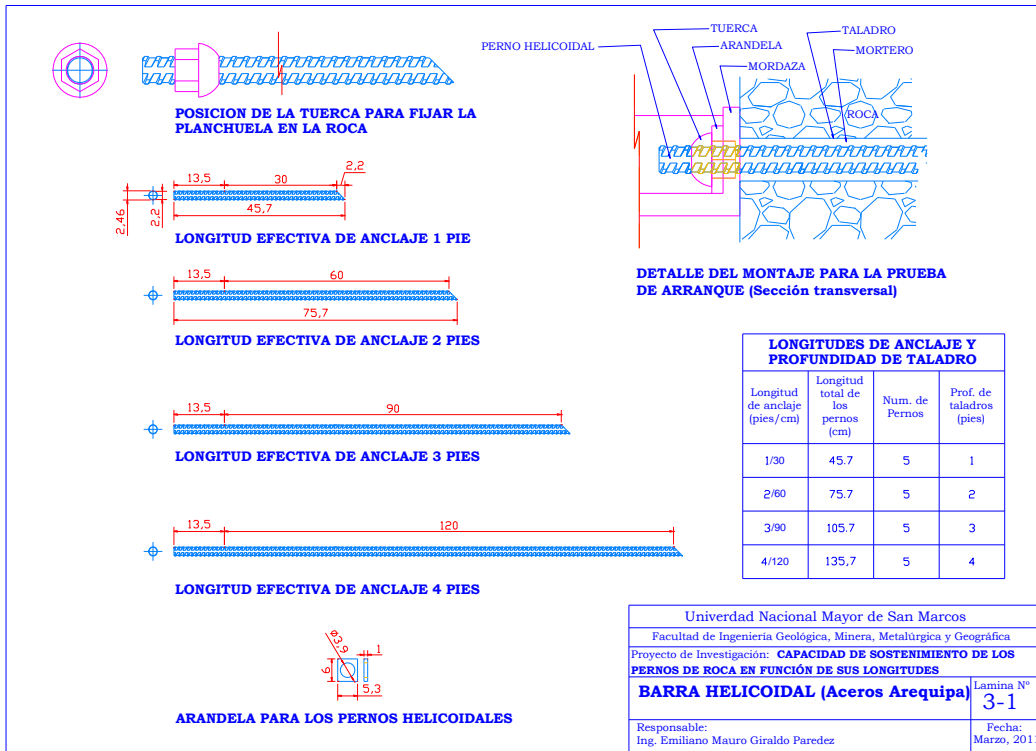 POSICION DE LA TUERCA PARA FIJAR LA
PLANCHUELA EN LA ROCA
PERNO HELICOIDAL
TUERCA
ARANDELA
MORDAZA
TALADRO
MORTERO
ROCA
DETALLE DEL MONTAJE PARA LA PRUEBA
DE ARRANQUE (Sección transversal)
13,5
30
2,2
2,46
2,2
45,7
LONGITUD EFECTIVA DE ANCLAJE 1 PIE
13,5
60
75,7
LONGITUD EFECTIVA DE ANCLAJE 2 PIES
13,5
90
LONGITUD EFECTIVA DE ANCLAJE 3 PIES
13,5
120
LONGITUD EFECTIVA DE ANCLAJE 4 PIES
ø3,9
1
6
5,3
ARANDELA PARA LOS PERNOS HELICOIDALES
LONGITUDES DE ANCLAJE Y
PROFUNDIDAD DE TALADRO
Longitud de anclaje (pies/cm) Longitud total de los pernos (cm) Num. de Pernos Prof. de taladros (pies)
1/30 45.7 5 1
2/60 75.7 5 2
3/90 105.7 5 3
4/120 135,7 5 4
Univerdad Nacional Mayor de San Marcos
Facultad de Ingeniería Geológica, Minera, Metalúrgica y Geográfica
Proyecto de Investigación: CAPACIDAD DE SOSTENIMIENTO DE LOS
PERNOS DE ROCA EN FUNCIÓN DE SUS LONGITUDES
BARRA HELICOIDAL (Aceros Arequipa)
Lamina Nº
3-1
Responsable:
Ing. Emiliano Mauro Giraldo Paredez
Fecha:
Marzo,